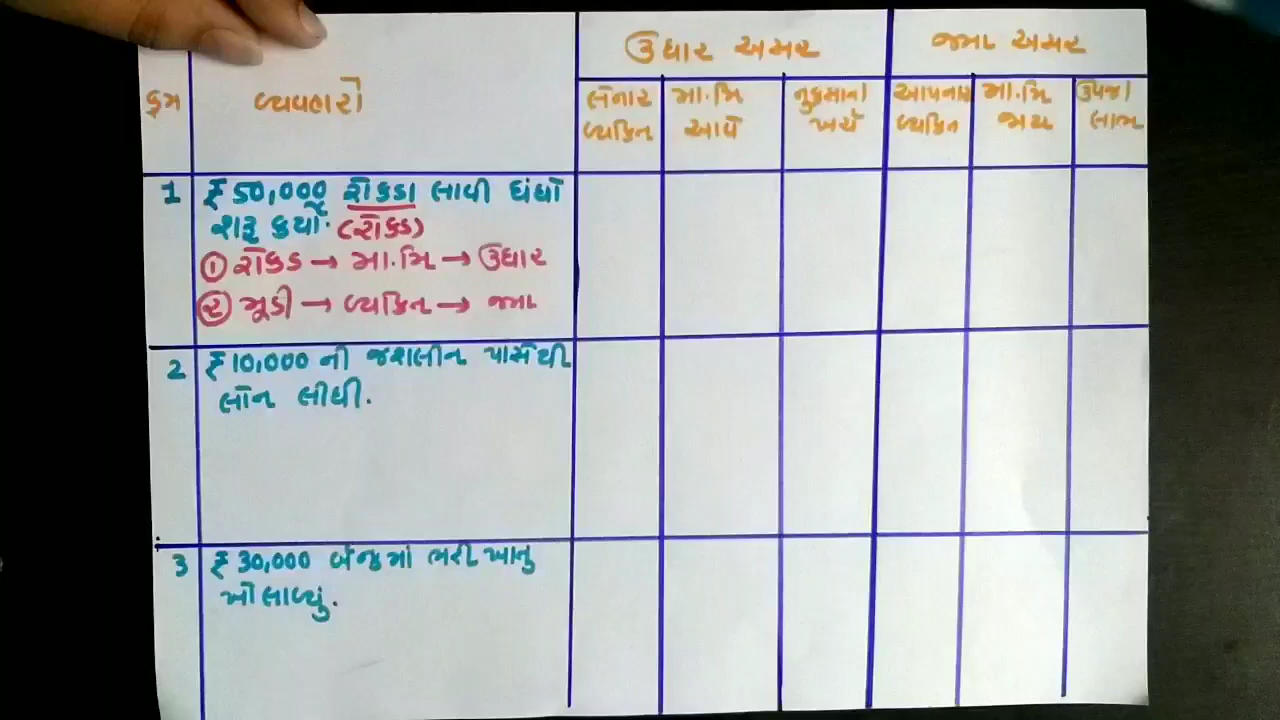 ઉધાર અસર
જમા અસર
ક્રમ
વ્યવહારો
લેનાર
વ્યક્તિ
મા.મિ
આવે
નુકસાન/
ખર્ચ
આપનાર
વ્યક્તિ
મા.મિ
જાય
ઉપજ/
લાભ
1
₹ 50,000 રોકડા લાવી ધંધો
શરૂ કર્યો. (રોકડ)
① રોકડ → મા.મિ → ઉધાર
② મૂડી → વ્યક્તિ → જમા
2
₹ 10,000 ની જશલીન પાસેથી
લોન લીધી.
3
₹ 30,000 બેન્કમાં ભરી ખાતુ
ખોલાવ્યું.